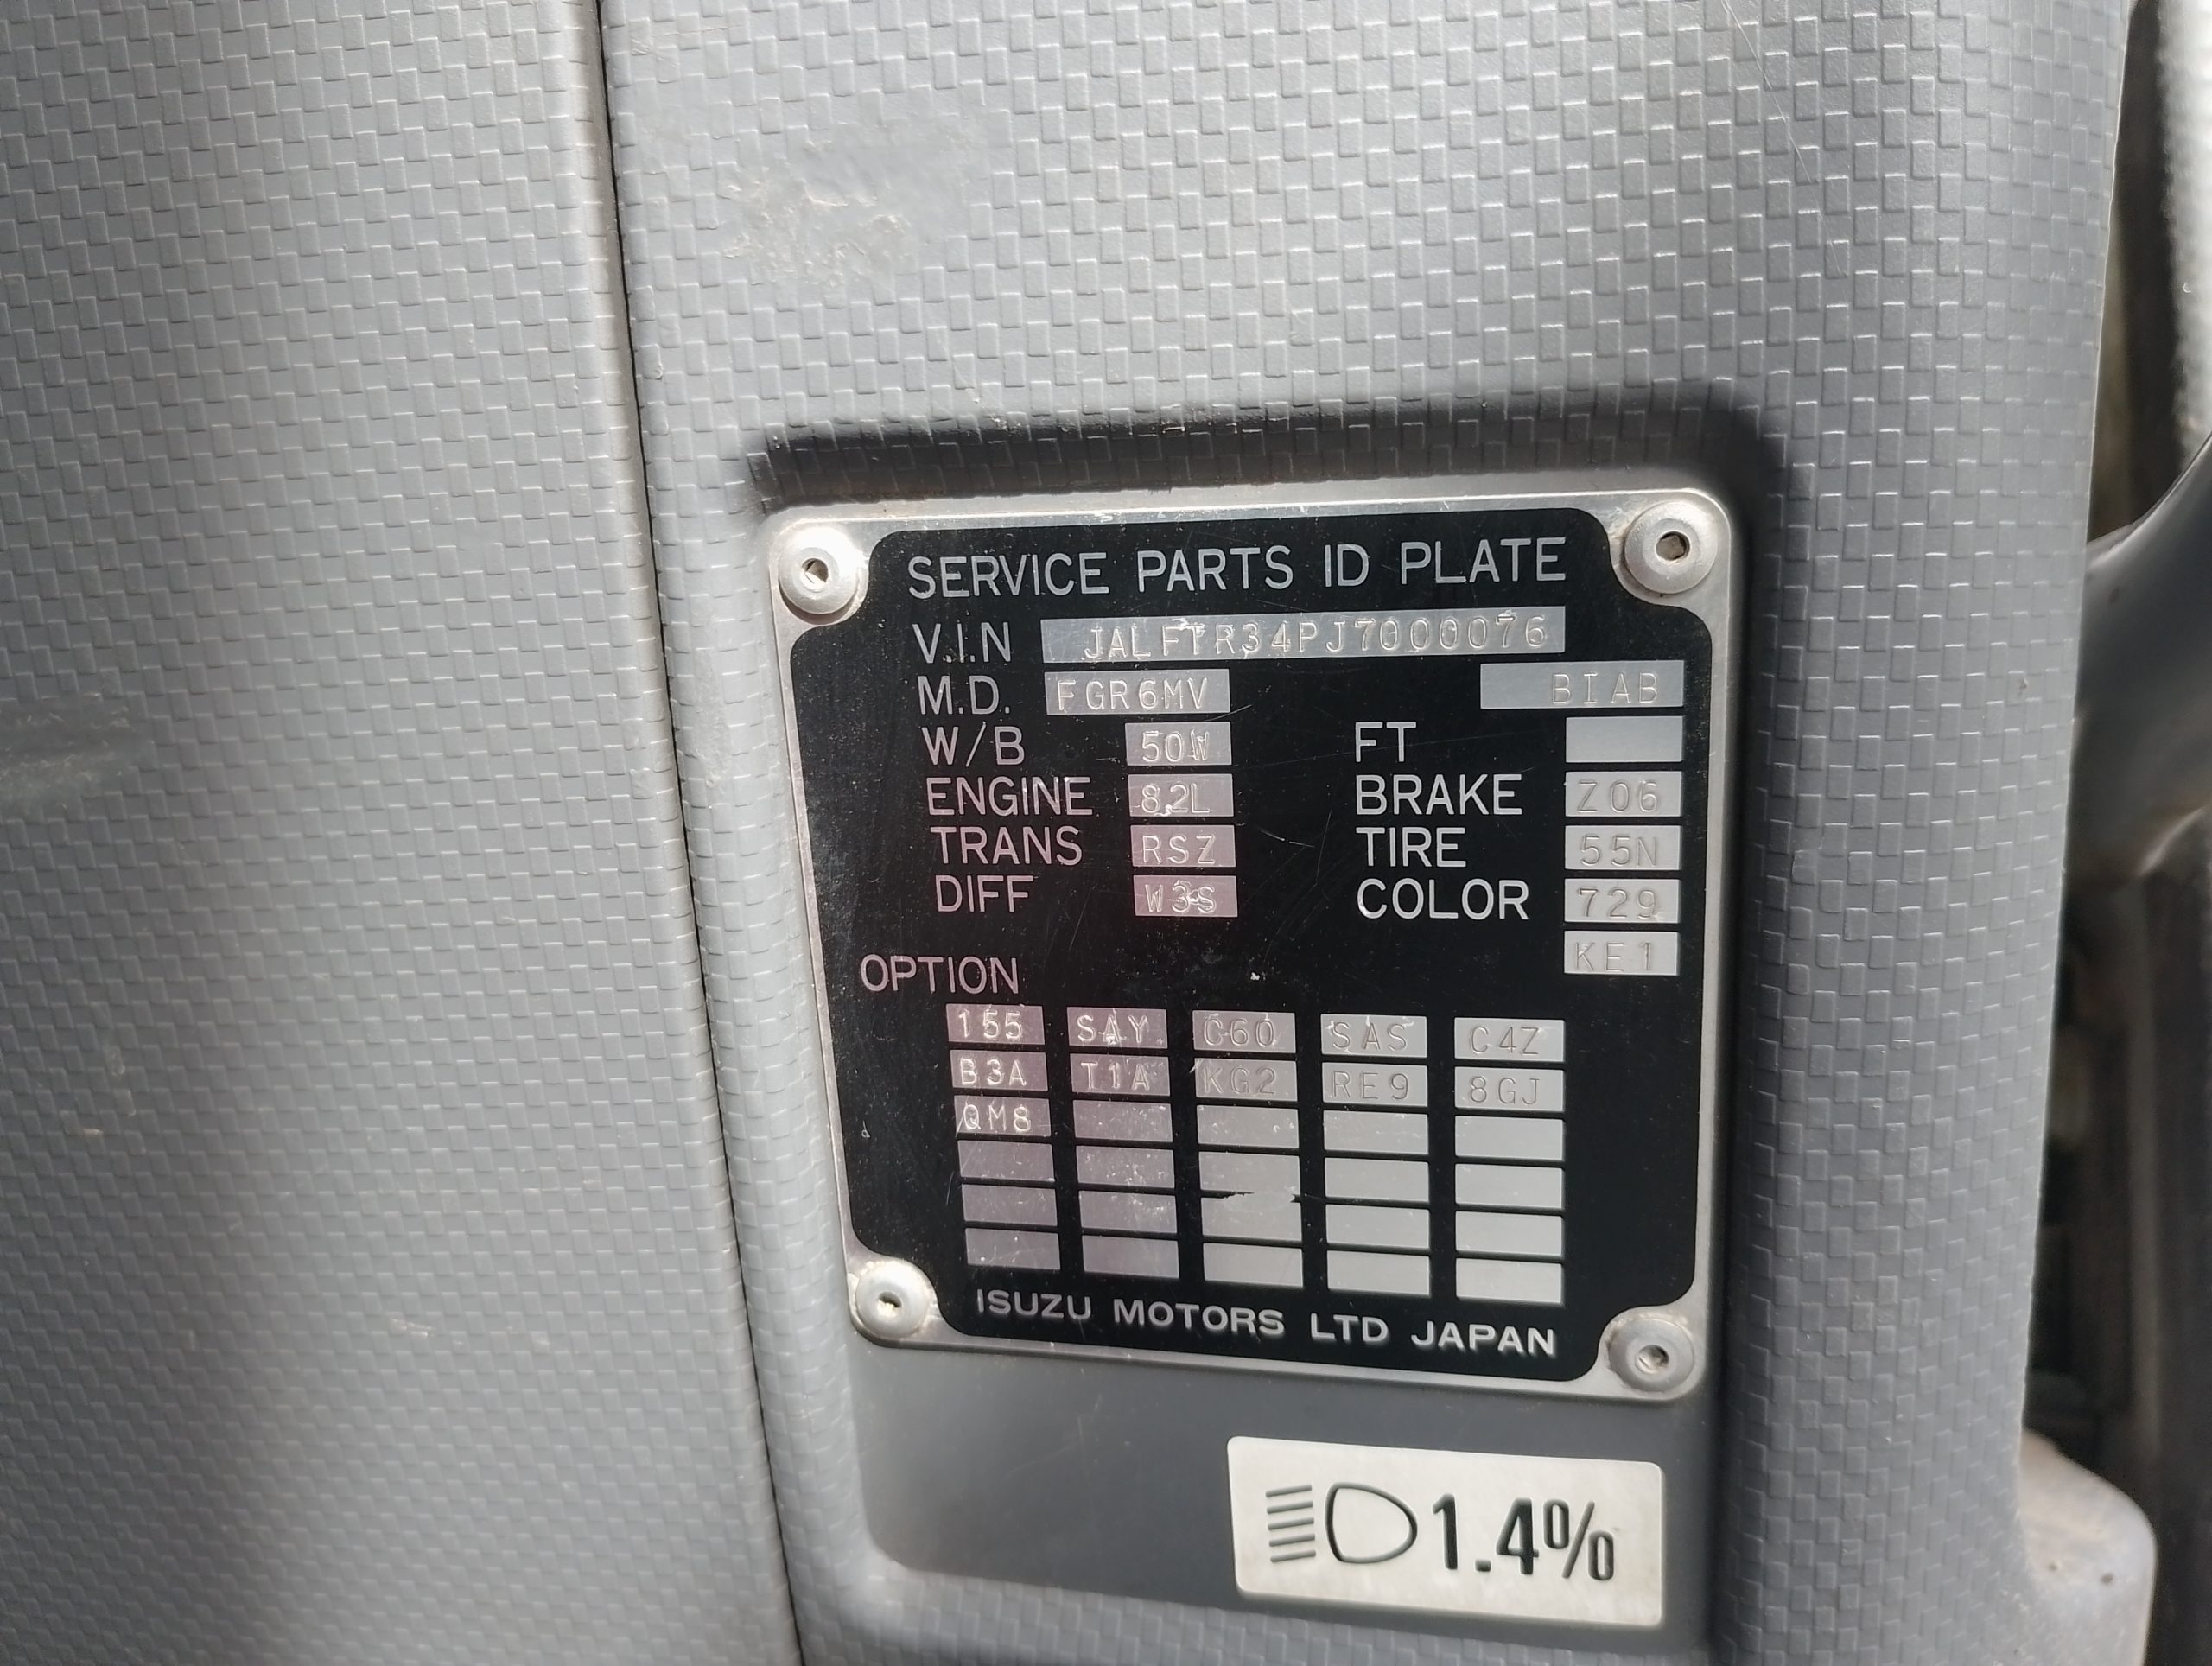 SERVICE PARTS ID PLATE
V.I.N JALFTR34PJ7000076
M.D. FGR6MV BIAB
W/B 50W FT
ENGINE 82L BRAKE Z06
TRANS RSZ TIRE 55N
DIFF W3S COLOR 729
KE1
OPTION
155 SAY C60 SAS C4Z
B3A T1A KG2 RE9 8GJ
QM8
ISUZU MOTORS LTD JAPAN
1.4%